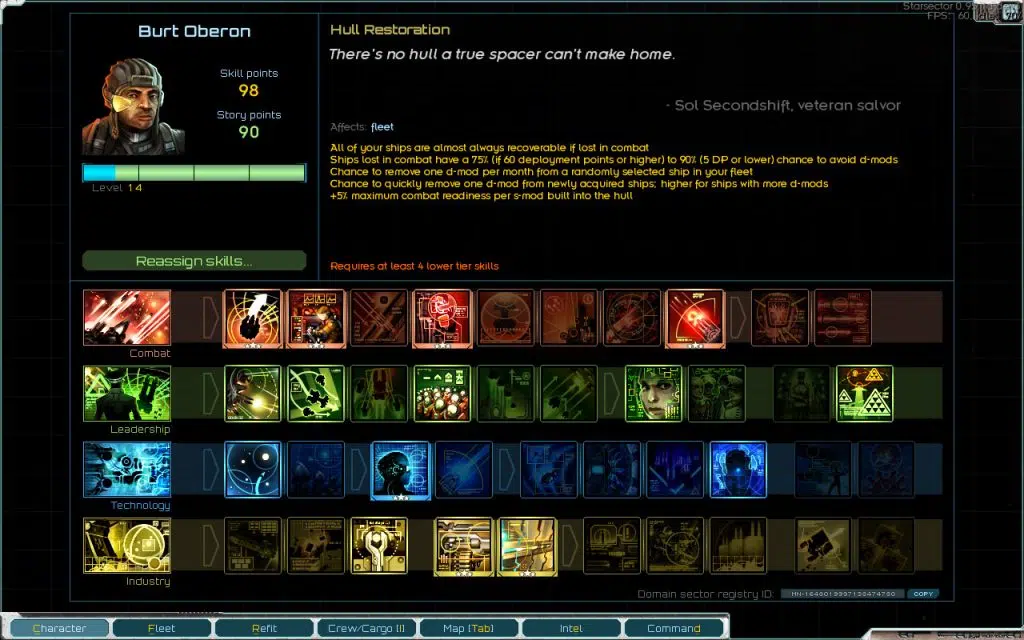 Starsector 0.95
FPS: 60
Burt Oberon
Skill points
98
Story points
90
Level 14
Reassign skills...
Hull Restoration
There's no hull a true spacer can't make home.
- Sol Secondshift, veteran salvor
Affects: fleet
All of your ships are almost always recoverable if lost in combat
Ships lost in combat have a 75% (if 60 deployment points or higher) to 90% (5 DP or lower) chance to avoid d-mods
Chance to remove one d-mod per month from a randomly selected ship in your fleet
Chance to quickly remove one d-mod from newly acquired ships; higher for ships with more d-mods
+5% maximum combat readiness per s-mod built into the hull
Requires at least 4 lower tier skills
Combat
Leadership
Technology
Industry
Domain sector registry ID:
COPY
Character
Fleet
Refit
Crew/Cargo [I]
Map [Tab]
Intel
Command